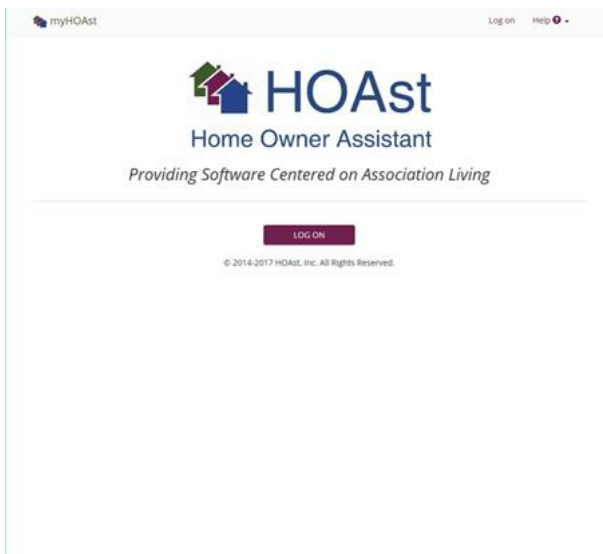 myHOAst
Log on Help
HOAst
Home Owner Assistant
Providing Software Centered on Association Living
LOG ON
© 2014-2017 HOAst, Inc. All Rights Reserved.